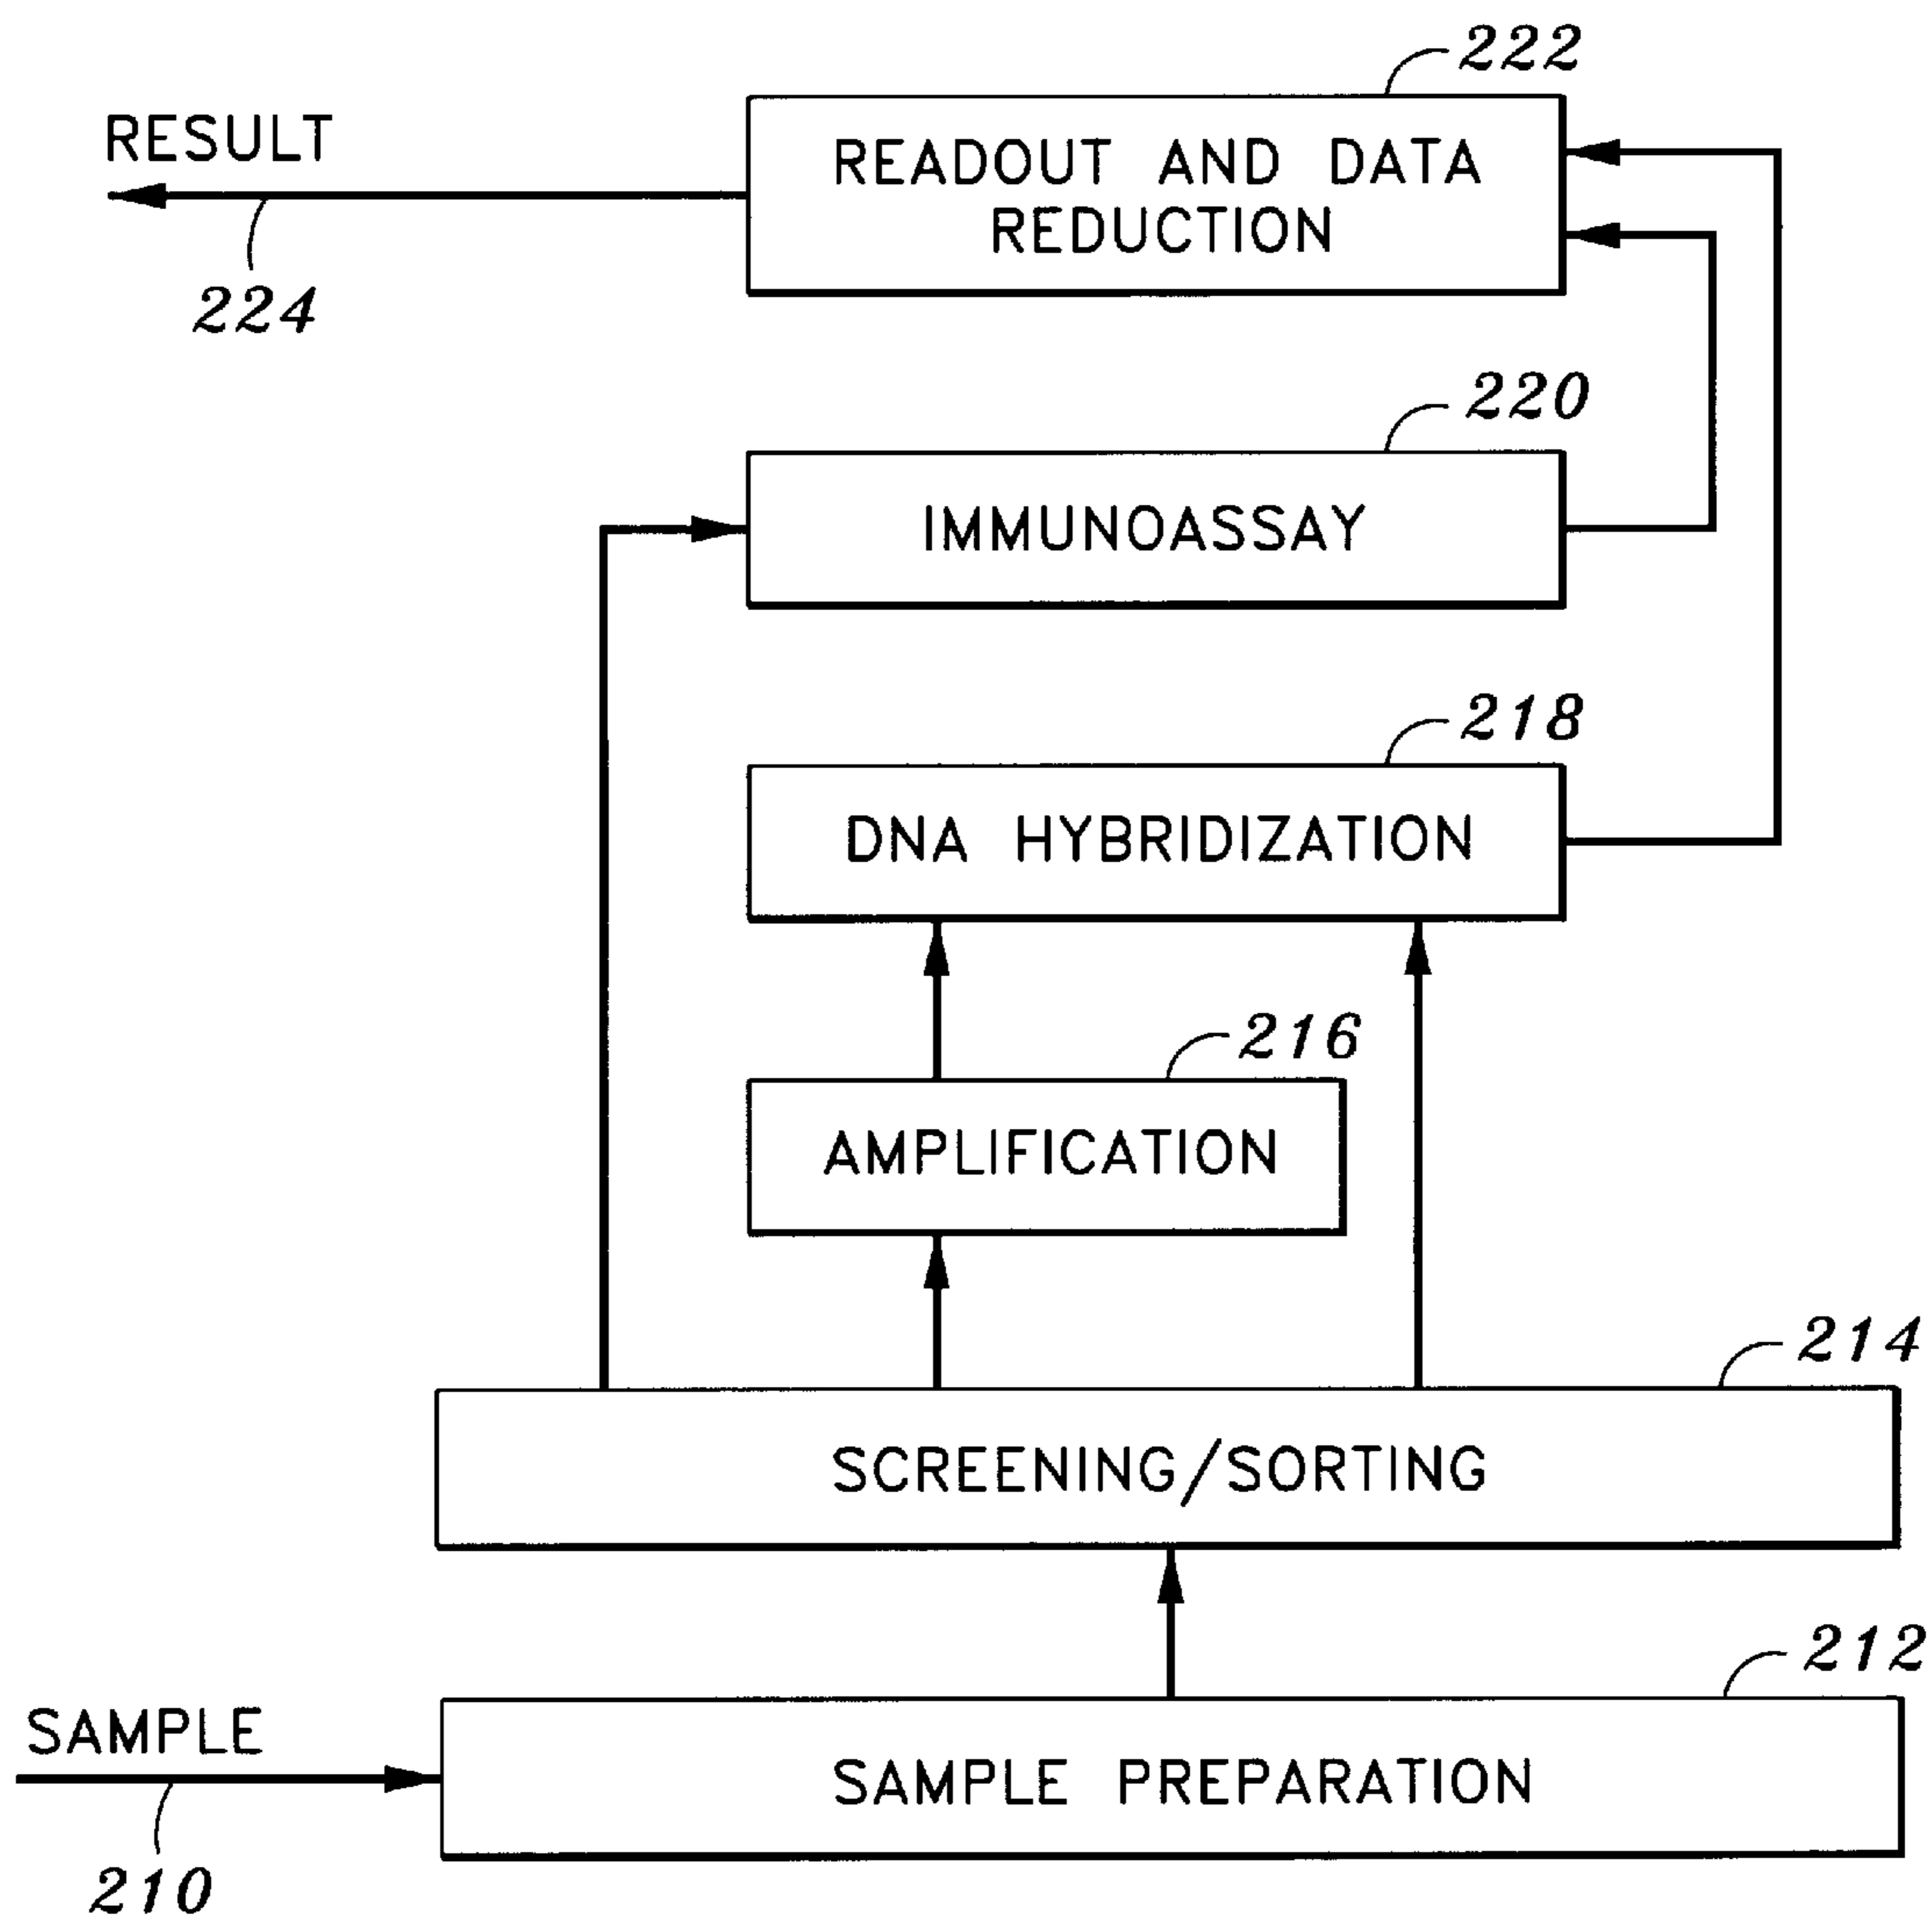 222
RESULT
READOUT AND DATA
REDUCTION
224
220
IMMUNOASSAY
218
DNA HYBRIDIZATION
216
AMPLIFICATION
214
SCREENING/SORTING
212
SAMPLE
SAMPLE PREPARATION
210